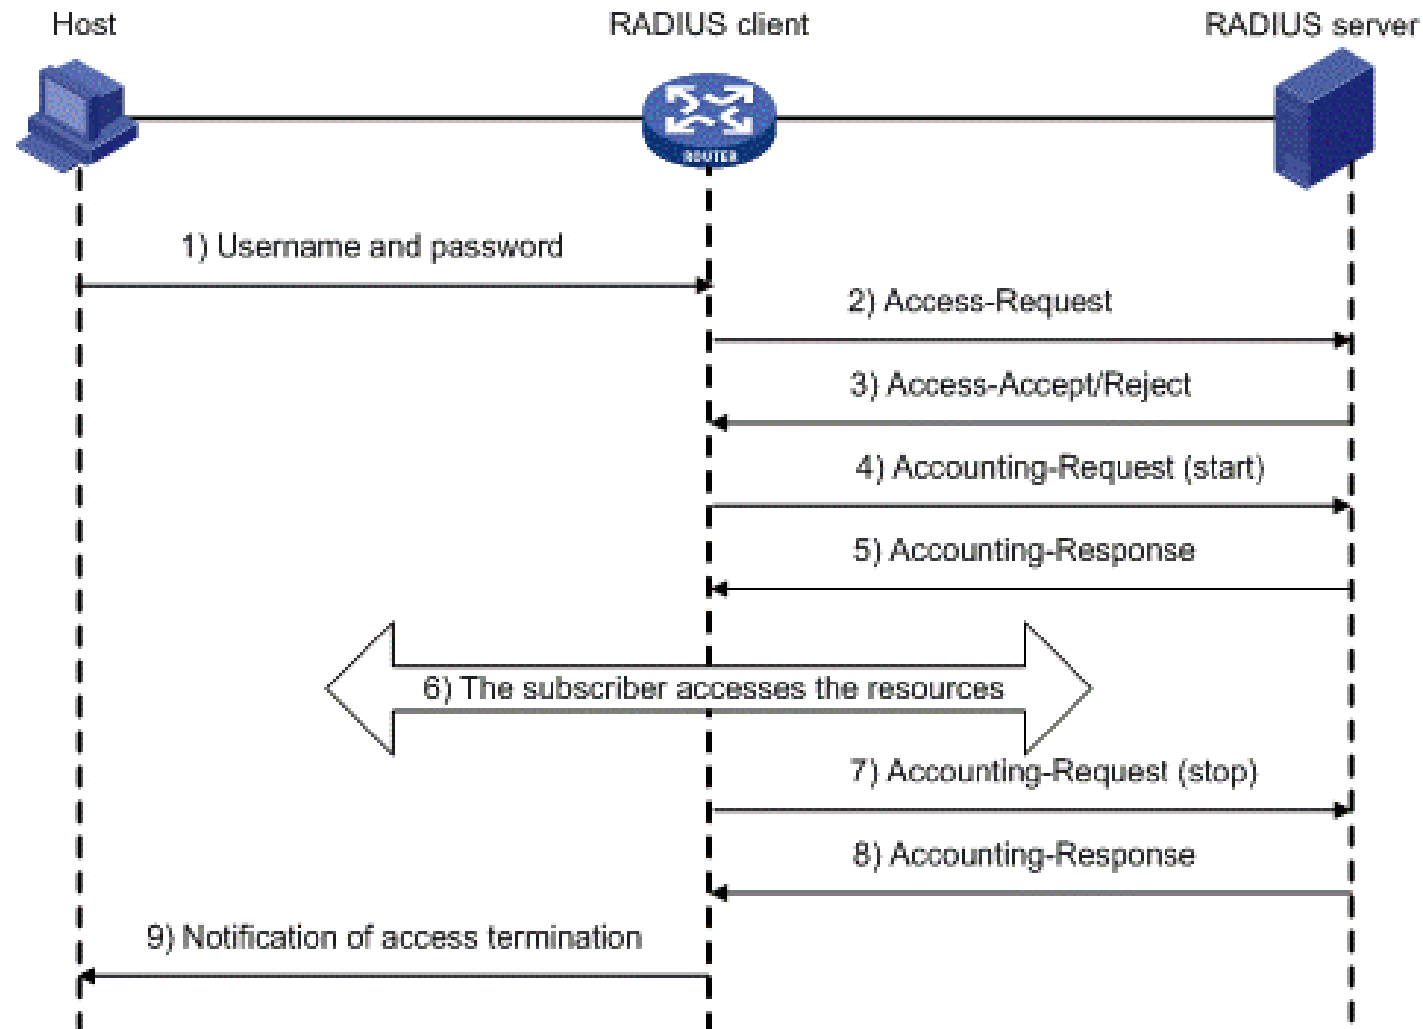 Host
RADIUS client
RADIUS server
ROUTER
1) Username and password
2) Access-Request
3) Access-Accept/Reject
4) Accounting-Request (start)
5) Accounting-Response
6) The subscriber accesses the resources
7) Accounting-Request (stop)
8) Accounting-Response
9) Notification of access termination